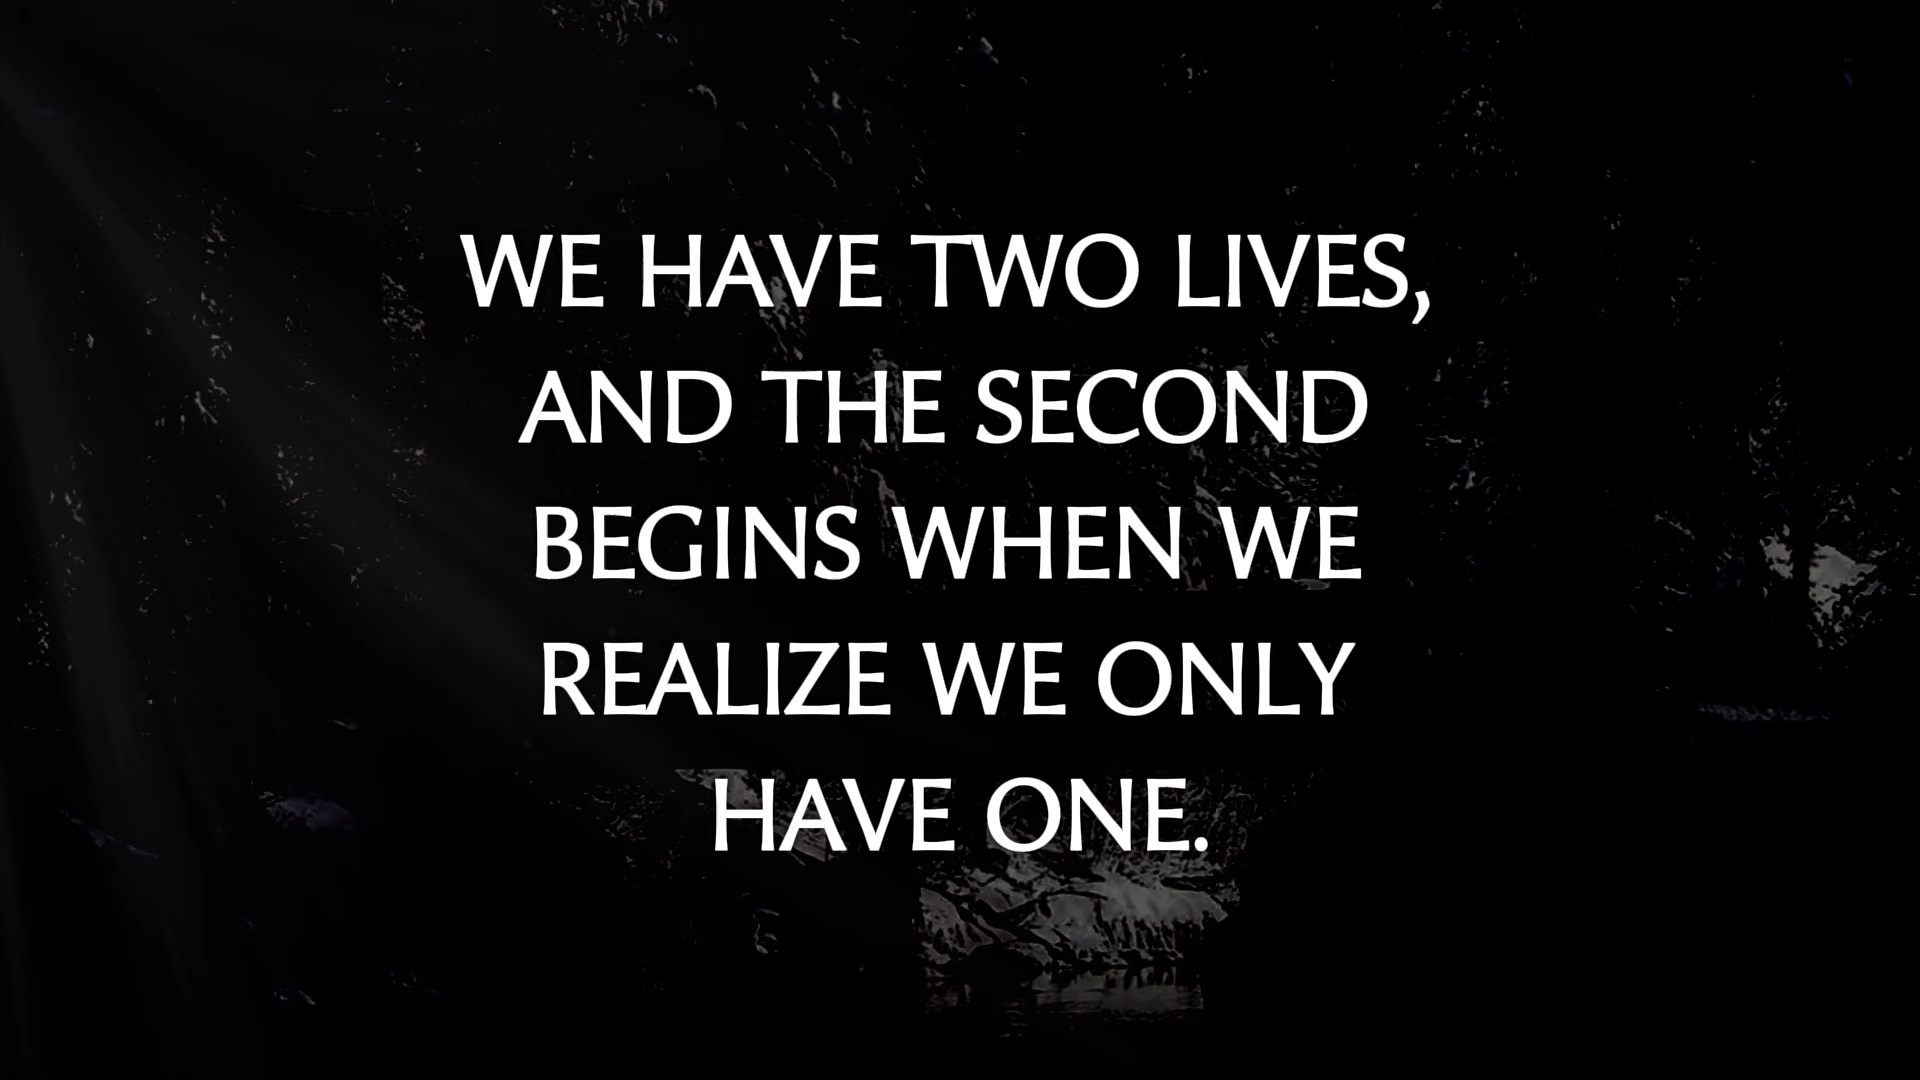 WE HAVE TWO LIVES,
AND THE SECOND
BEGINS WHEN WE
REALIZE WE ONLY
HAVE ONE.